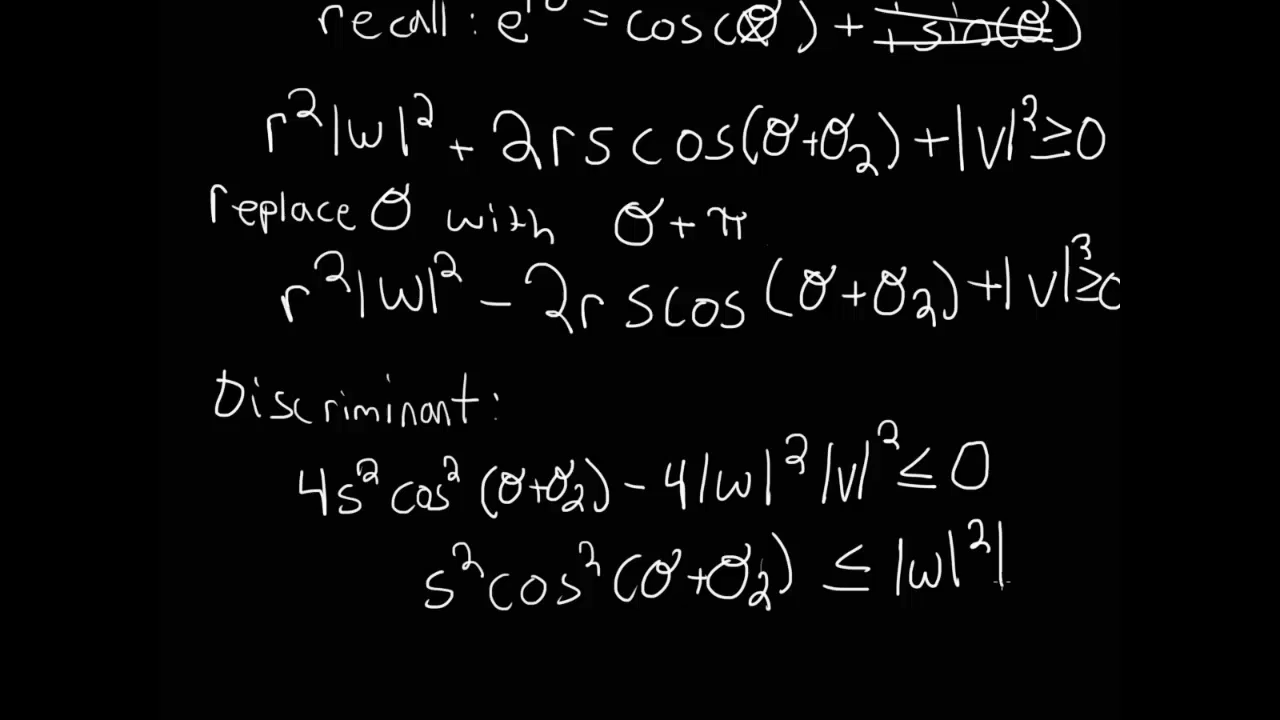 recall: e^{iθ} = cos(θ) + i sin(θ)
r²|w|² + 2rs cos(θ+θ₂) + |v|² ≥ 0
replace θ with θ + π
r²|w|² - 2rs cos(θ+θ₂) + |v|² ≥ 0
Discriminant:
4s² cos²(θ+θ₂) - 4|w|²|v|² ≤ 0
s² cos²(θ+θ₂) ≤ |w|²|